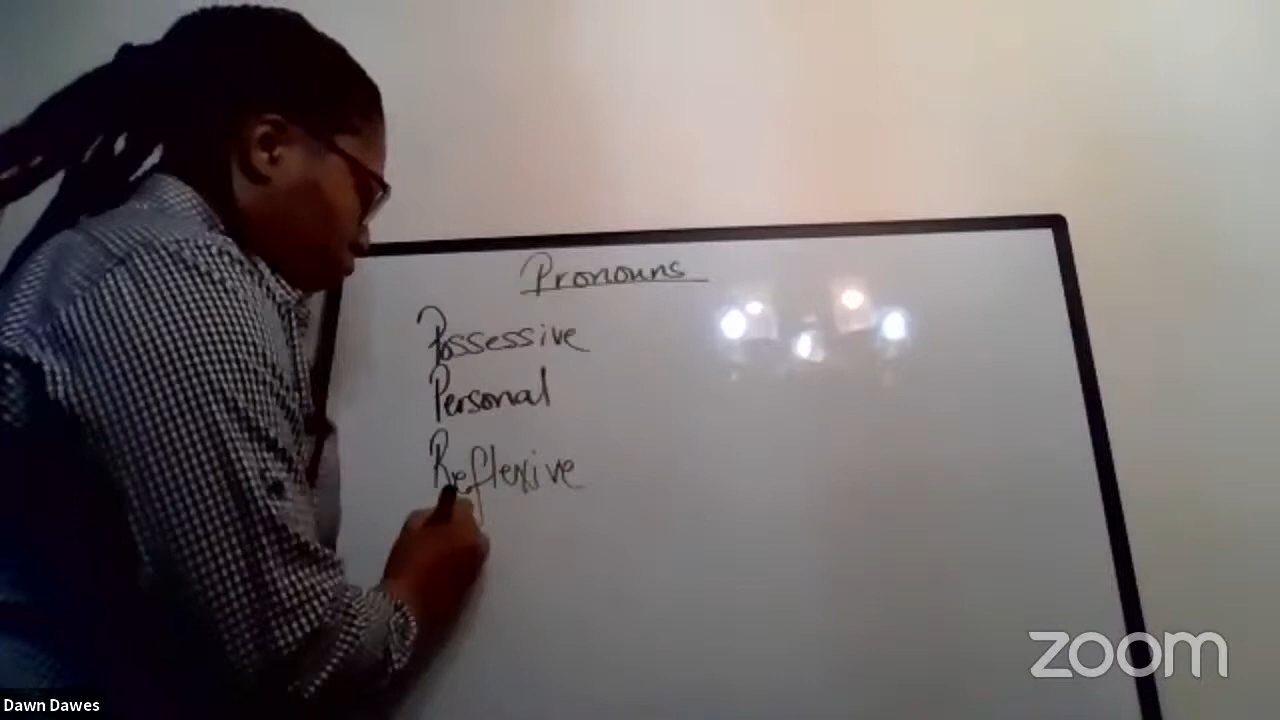 Pronouns
Possessive
Personal
Reflexive
zoom
Dawn Dawes